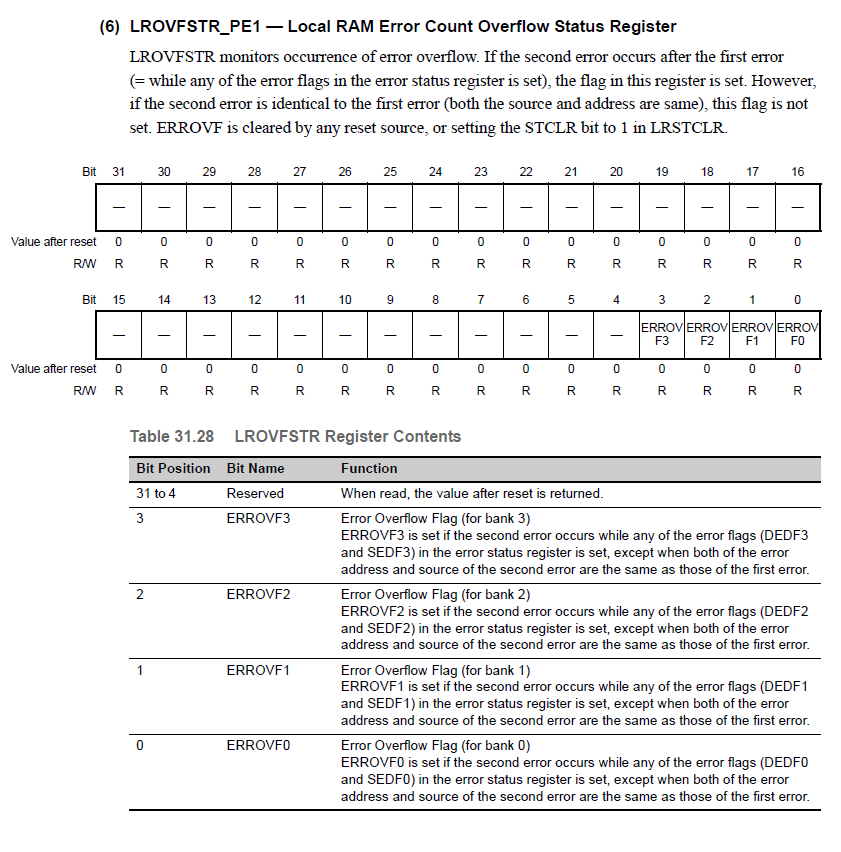 (6) LROVFSTR_PE1 — Local RAM Error Count Overflow Status Register
LROVFSTR monitors occurrence of error overflow. If the second error occurs after the first error
(= while any of the error flags in the error status register is set), the flag in this register is set. However,
if the second error is identical to the first error (both the source and address are same), this flag is not
set. ERROVF is cleared by any reset source, or setting the STCLR bit to 1 in LRSTCLR.
Bit 31 30 29 28 27 26 25 24 23 22 21 20 19 18 17 16
— — — — — — — — — — — — — — — —
Value after reset 0 0 0 0 0 0 0 0 0 0 0 0 0 0 0 0
R/W R R R R R R R R R R R R R R R R
Bit 15 14 13 12 11 10 9 8 7 6 5 4 3 2 1 0
— — — — — — — — — — — — ERROV ERROV ERROV ERROV
F3 F2 F1 F0
Value after reset 0 0 0 0 0 0 0 0 0 0 0 0 0 0 0 0
R/W R R R R R R R R R R R R R R R R
Table 31.28 LROVFSTR Register Contents
Bit Position Bit Name Function
31 to 4 Reserved When read, the value after reset is returned.
3 ERROVF3 Error Overflow Flag (for bank 3)
ERROVF3 is set if the second error occurs while any of the error flags (DEDF3
and SEDF3) in the error status register is set, except when both of the error
address and source of the second error are the same as those of the first error.
2 ERROVF2 Error Overflow Flag (for bank 2)
ERROVF2 is set if the second error occurs while any of the error flags (DEDF2
and SEDF2) in the error status register is set, except when both of the error
address and source of the second error are the same as those of the first error.
1 ERROVF1 Error Overflow Flag (for bank 1)
ERROVF1 is set if the second error occurs while any of the error flags (DEDF1
and SEDF1) in the error status register is set, except when both of the error
address and source of the second error are the same as those of the first error.
0 ERROVF0 Error Overflow Flag (for bank 0)
ERROVF0 is set if the second error occurs while any of the error flags (DEDF0
and SEDF0) in the error status register is set, except when both of the error
address and source of the second error are the same as those of the first error.